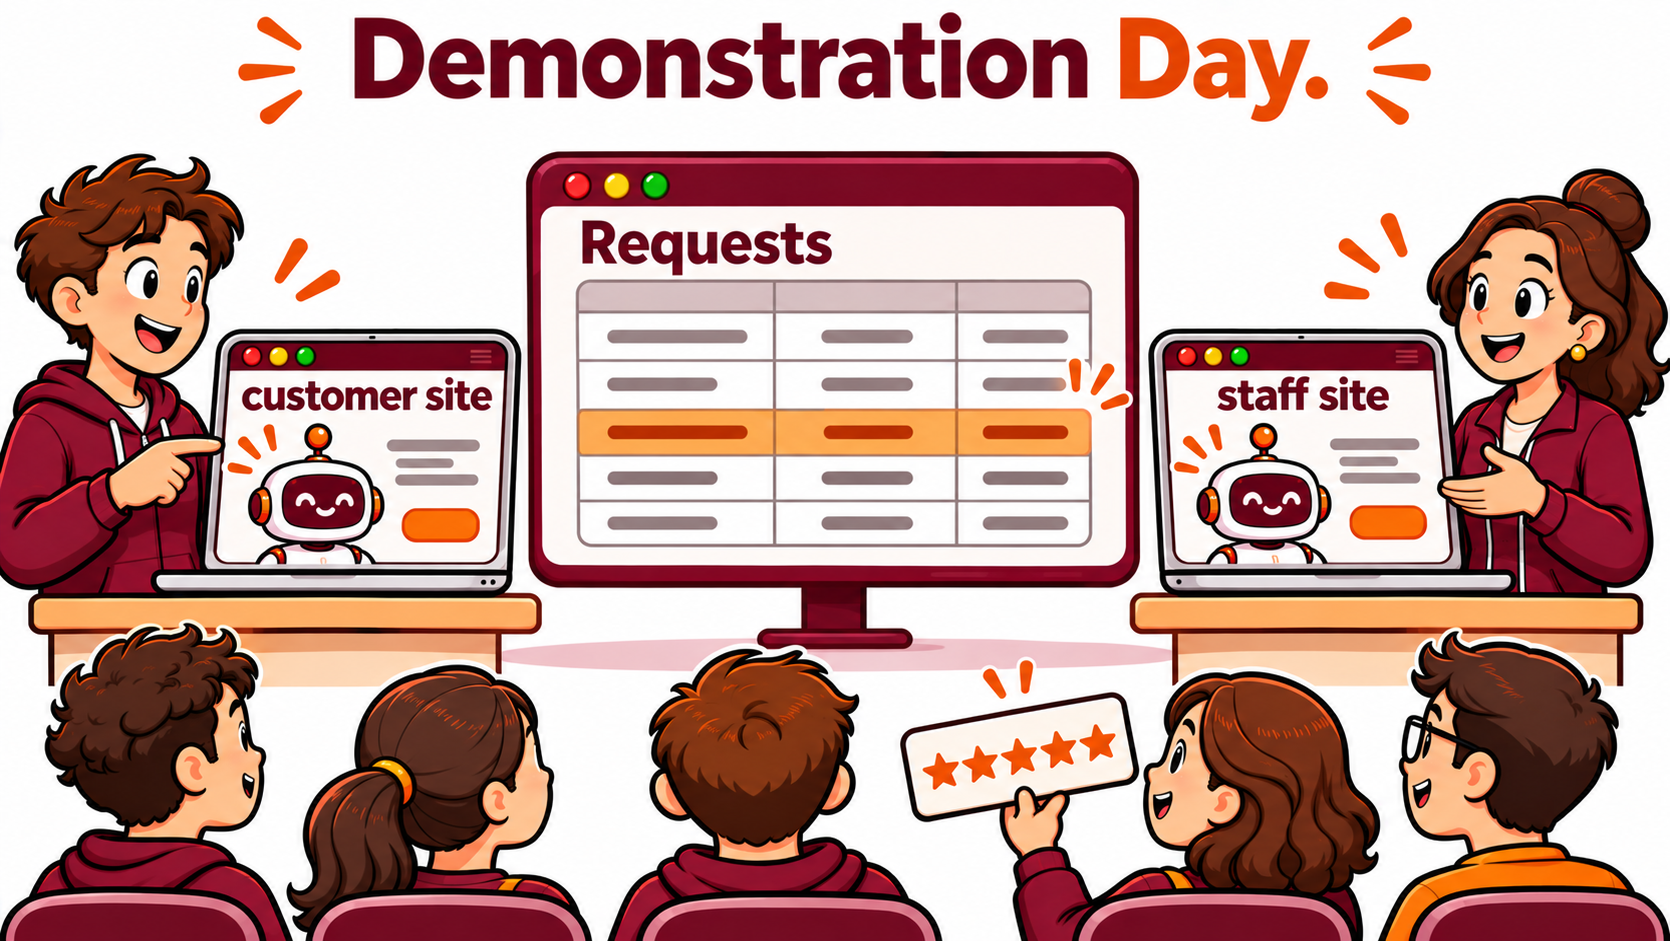 Demonstration Day.
Requests
customer site
staff site